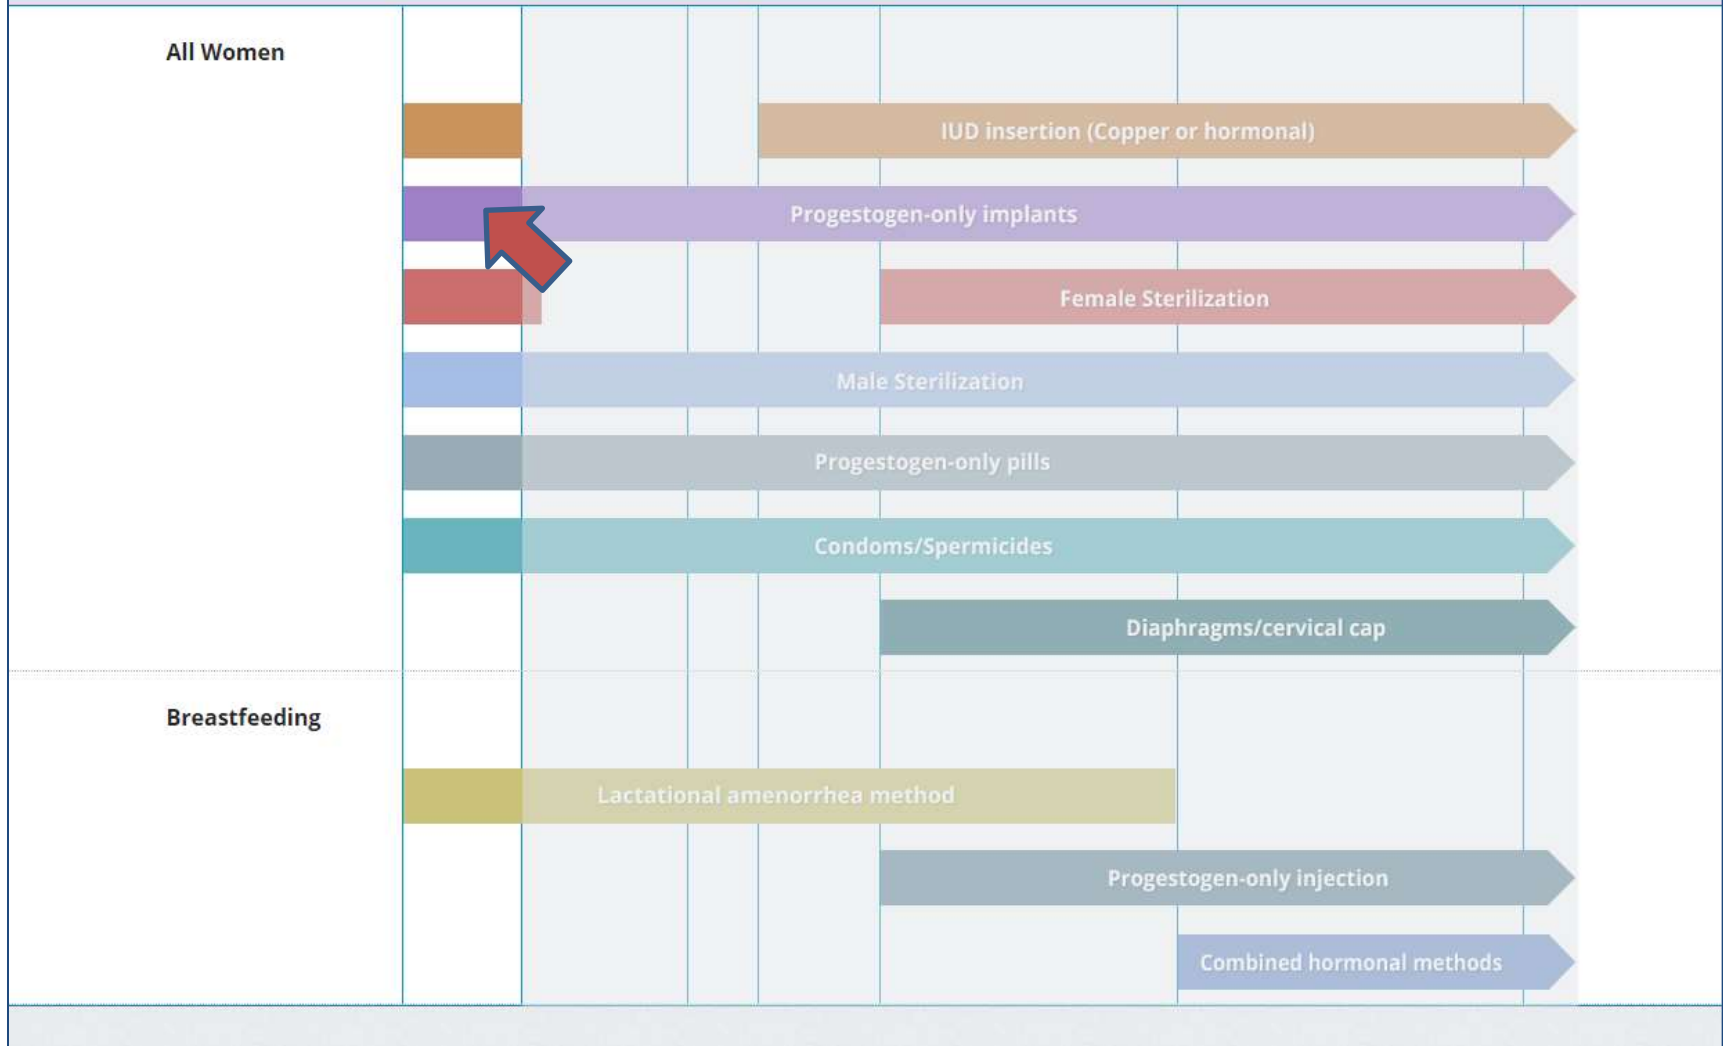 All Women
IUD insertion (Copper or hormonal)
Progestogen-only implants
Female Sterilization
Male Sterilization
Progestogen-only pills
Condoms/Spermicides
Diaphragms/cervical cap
Breastfeeding
Lactational amenorrhea method
Progestogen-only injection
Combined hormonal methods